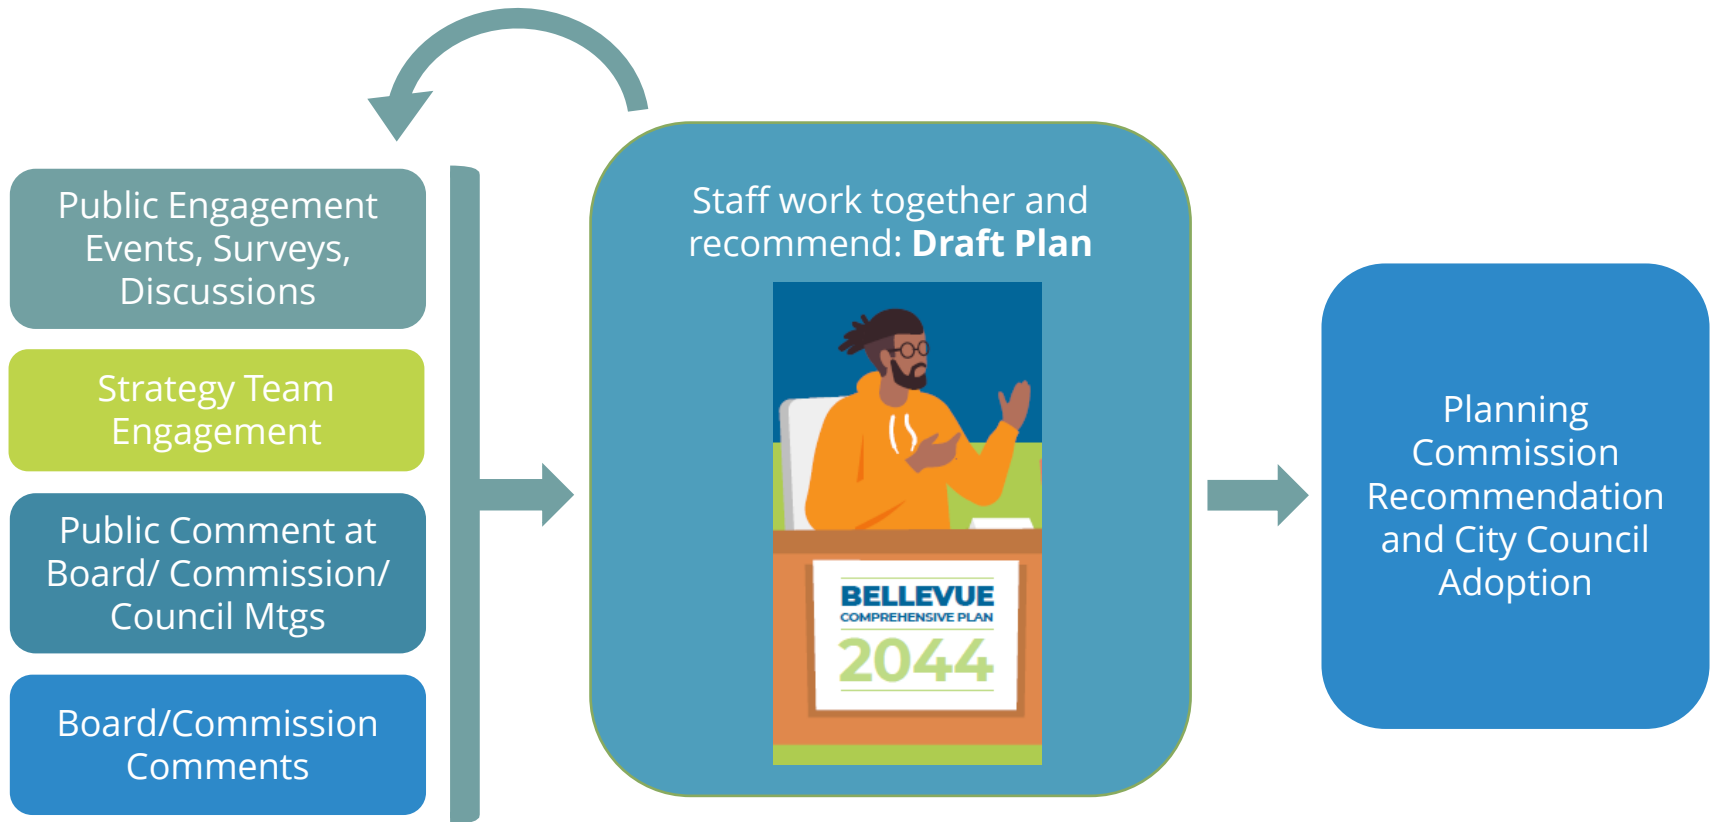 Public Engagement
Events, Surveys,
Discussions
Strategy Team
Engagement
Public Comment at
Board/ Commission/
Council Mtgs
Board/Commission
Comments
Staff work together and
recommend: Draft Plan
BELLEVUE
COMPREHENSIVE PLAN
2044
Planning
Commission
Recommendation
and City Council
Adoption